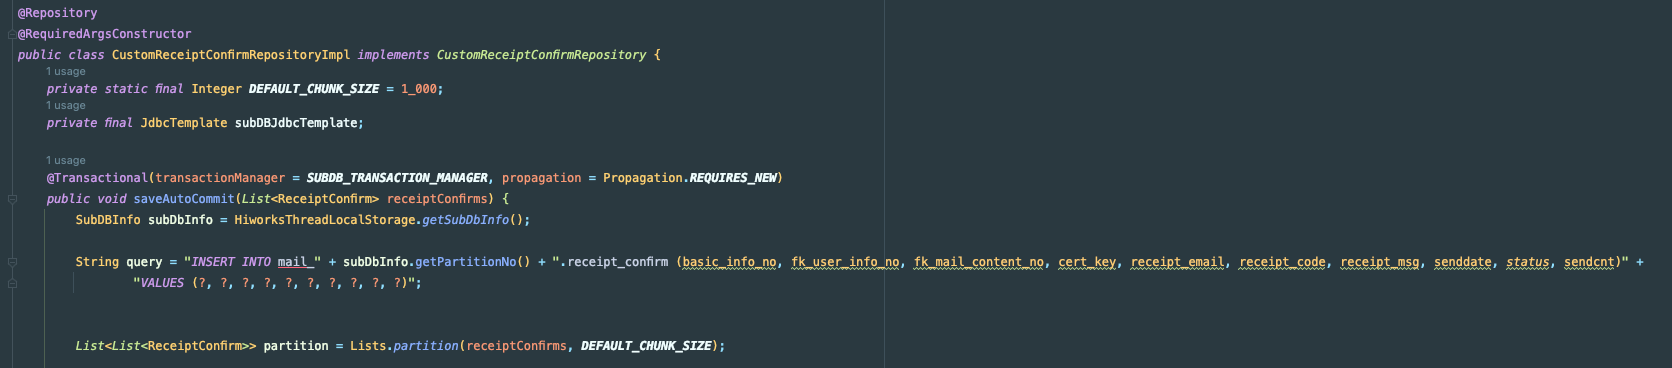 @Repository
@RequiredArgsConstructor
public class CustomReceiptConfirmRepositoryImpl implements CustomReceiptConfirmRepository {
1 usage
private static final Integer DEFAULT_CHUNK_SIZE = 1_000;
1 usage
private final JdbcTemplate subDBJdbcTemplate;
1 usage
@Transactional(transactionManager = SUBDB_TRANSACTION_MANAGER, propagation = Propagation.REQUIRES_NEW)
public void saveAutoCommit(List<ReceiptConfirm> receiptConfirms) {
SubDBInfo subDbInfo = HiworksThreadLocalStorage.getSubDbInfo();
String query = "INSERT INTO mail_" + subDbInfo.getPartitionNo() + ".receipt_confirm (basic_info_no, fk_user_info_no, fk_mail_content_no, cert_key, receipt_email, receipt_code, receipt_msg, senddate, status, sendcnt)" +
"VALUES (?, ?, ?, ?, ?, ?, ?, ?, ?, ?)";
List<List<ReceiptConfirm>> partition = Lists.partition(receiptConfirms, DEFAULT_CHUNK_SIZE);